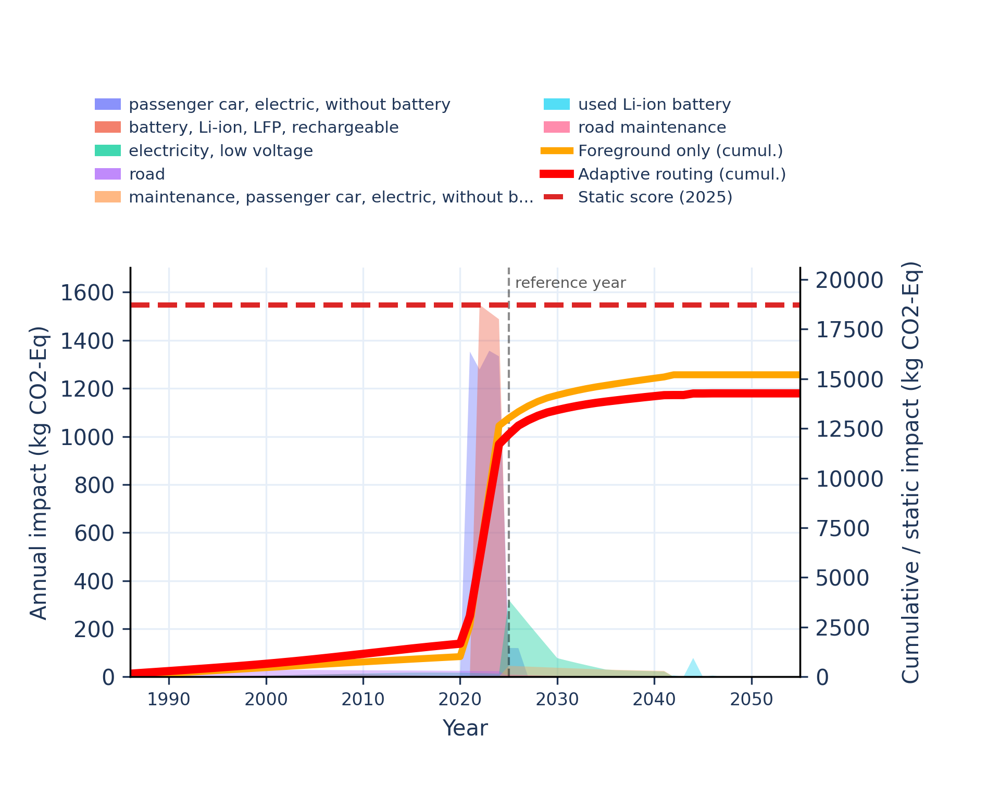 passenger car, electric, without battery
battery, Li-ion, LFP, rechargeable
electricity, low voltage
road
maintenance, passenger car, electric, without b...
used Li-ion battery
road maintenance
Foreground only (cumul.)
Adaptive routing (cumul.)
Static score (2025)
reference year
Annual impact (kg CO2-Eq)
1600
1400
1200
1000
800
600
400
200
0
20000
17500
15000
12500
10000
7500
5000
2500
0
Cumulative / static impact (kg CO2-Eq)
1990 2000 2010 2020 2030 2040 2050
Year